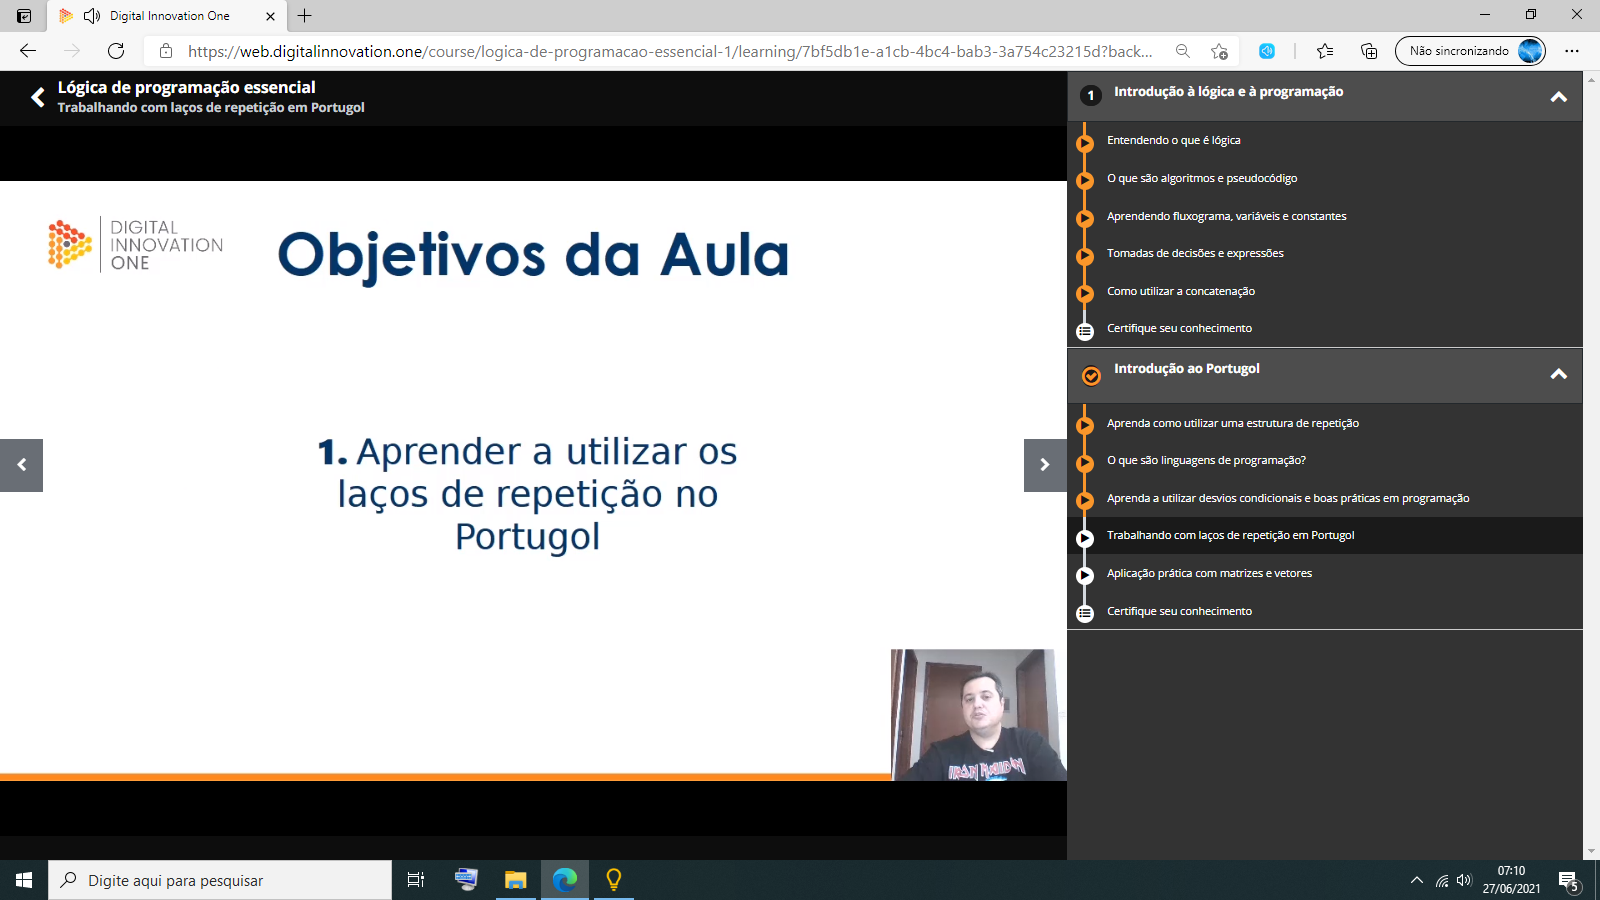 Digital Innovation One
https://web.digitalinnovation.one/course/logica-de-programacao-essencial-1/learning/7bf5db1e-a1cb-4bc4-bab3-3a754c23215d?back...
Não sincronizando
Lógica de programação essencial
Trabalhando com laços de repetição em Portugol
DIGITAL
INNOVATION
ONE
Objetivos da Aula
1. Aprender a utilizar os
laços de repetição no
Portugol
IRON MAIDEN
1 Introdução à lógica e à programação
Entendendo o que é lógica
O que são algoritmos e pseudocódigo
Aprendendo fluxograma, variáveis e constantes
Tomadas de decisões e expressões
Como utilizar a concatenação
Certifique seu conhecimento
Introdução ao Portugol
Aprenda como utilizar uma estrutura de repetição
O que são linguagens de programação?
Aprenda a utilizar desvios condicionais e boas práticas em programação
Trabalhando com laços de repetição em Portugol
Aplicação prática com matrizes e vetores
Certifique seu conhecimento
Digite aqui para pesquisar
07:10
27/06/2021
5